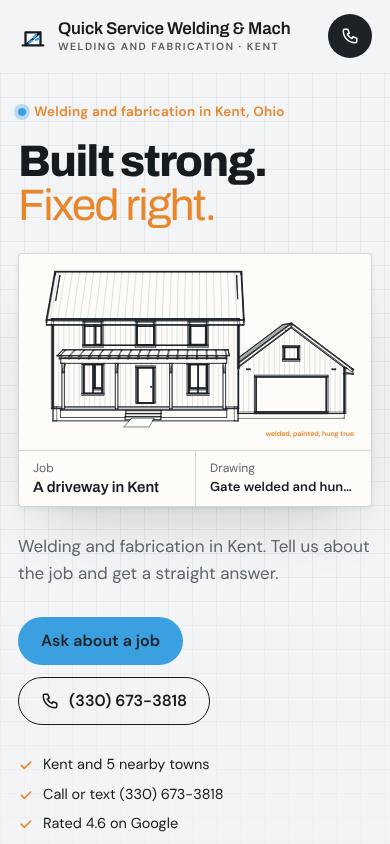 Quick Service Welding & Mach
WELDING AND FABRICATION · KENT
Welding and fabrication in Kent, Ohio
Built strong.
Fixed right.
welded, painted, hung true
Job
A driveway in Kent
Drawing
Gate welded and hun...
Welding and fabrication in Kent. Tell us about
the job and get a straight answer.
Ask about a job
(330) 673-3818
Kent and 5 nearby towns
Call or text (330) 673-3818
Rated 4.6 on Google